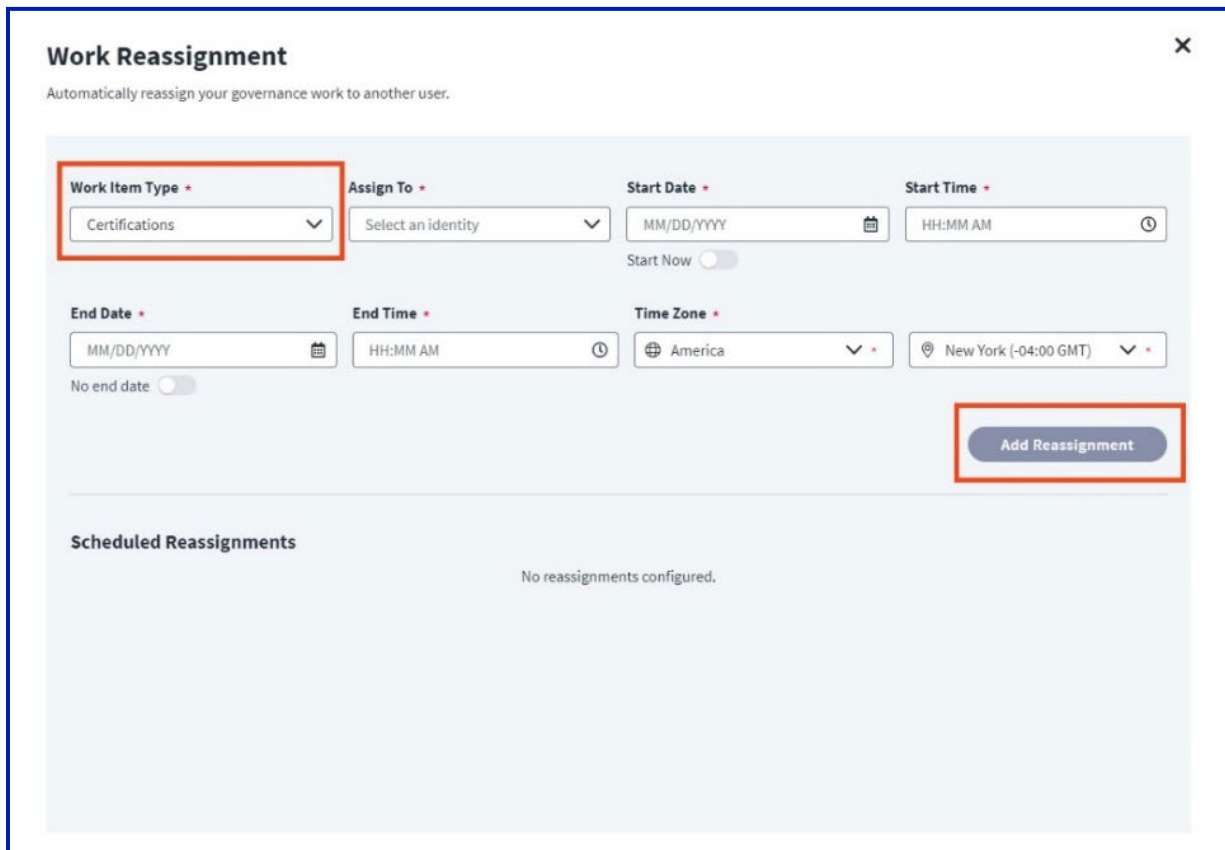 Work Reassignment
Automatically reassign your governance work to another user.
Work Item Type * Assign To * Start Date * Start Time *
Certifications Select an identity MM/DD/YYYY HH:MM AM
Start Now
End Date * End Time * Time Zone *
MM/DD/YYYY HH:MM AM America * New York (-04:00 GMT) *
No end date
Add Reassignment
Scheduled Reassignments
No reassignments configured.